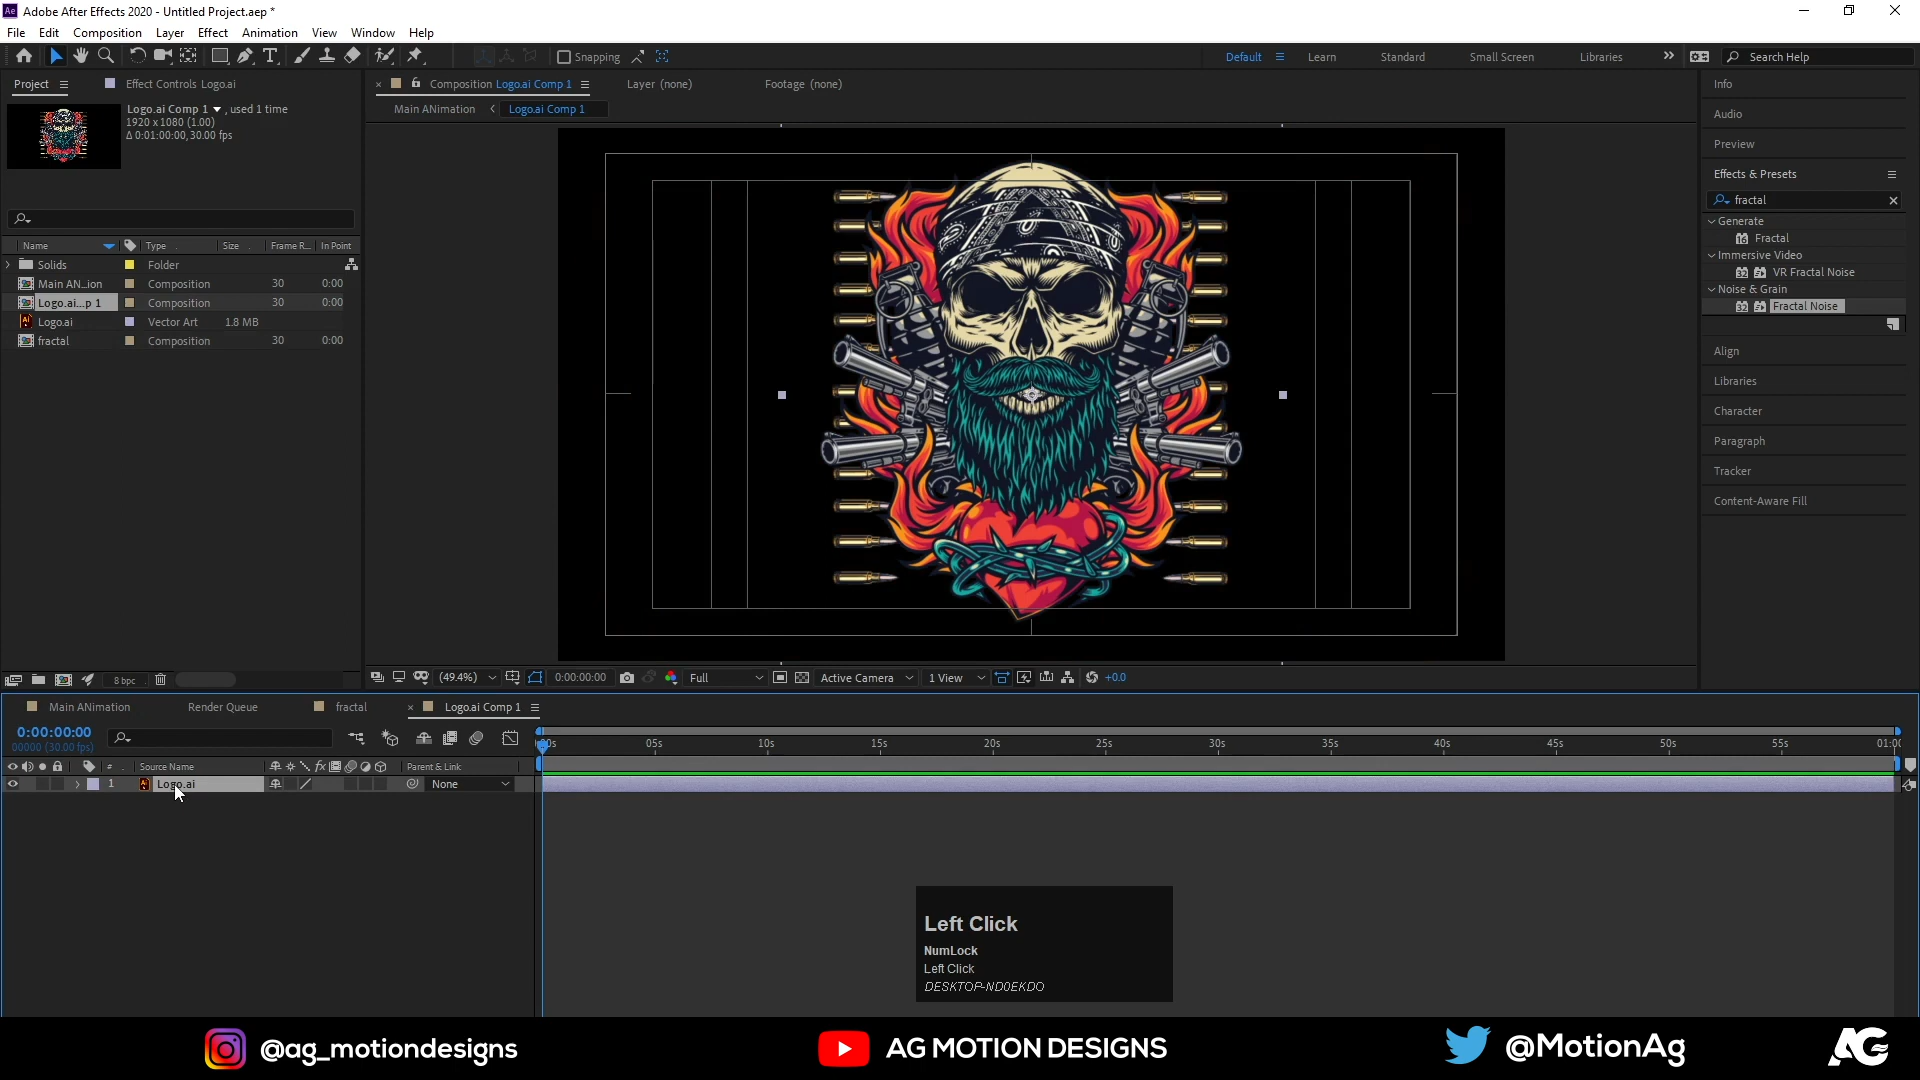 Adobe After Effects 2020 - Untitled Project.aep *
File Edit Composition Layer Effect Animation View Window Help
Snapping
Default Learn Standard Small Screen Libraries Search Help
Project Effect Controls Logo.ai
Logo.ai Comp 1 , used 1 time
1920 x 1080 (1.00)
Δ 0:01:00:00, 30.00 fps
Composition Logo.ai Comp 1 Layer (none) Footage (none)
Main ANimation Logo.ai Comp 1
Info
Audio
Preview
Effects & Presets
fractal
Generate
Fractal
Immersive Video
VR Fractal Noise
Noise & Grain
Fractal Noise
Align
Libraries
Character
Paragraph
Tracker
Content-Aware Fill
Name Type Size Frame R... In Point
Solids Folder
Main AN...ion Composition 30 0:00
Logo.ai...p 1 Composition 30 0:00
Logo.ai Vector Art 1.8 MB
fractal Composition 30 0:00
8 bpc
(49.4%) 0:00:00:00 Full Active Camera 1 View +0.0
Main ANimation Render Queue fractal Logo.ai Comp 1
0:00:00:00
00000 (30.00 fps)
05s 10s 15s 20s 25s 30s 35s 40s 45s 50s 55s
# Source Name Parent & Link
1 Logo.ai None
Left Click
NumLock
Left Click
DESKTOP-ND0EKDO
@ag_motiondesigns AG MOTION DESIGNS @MotionAg AG